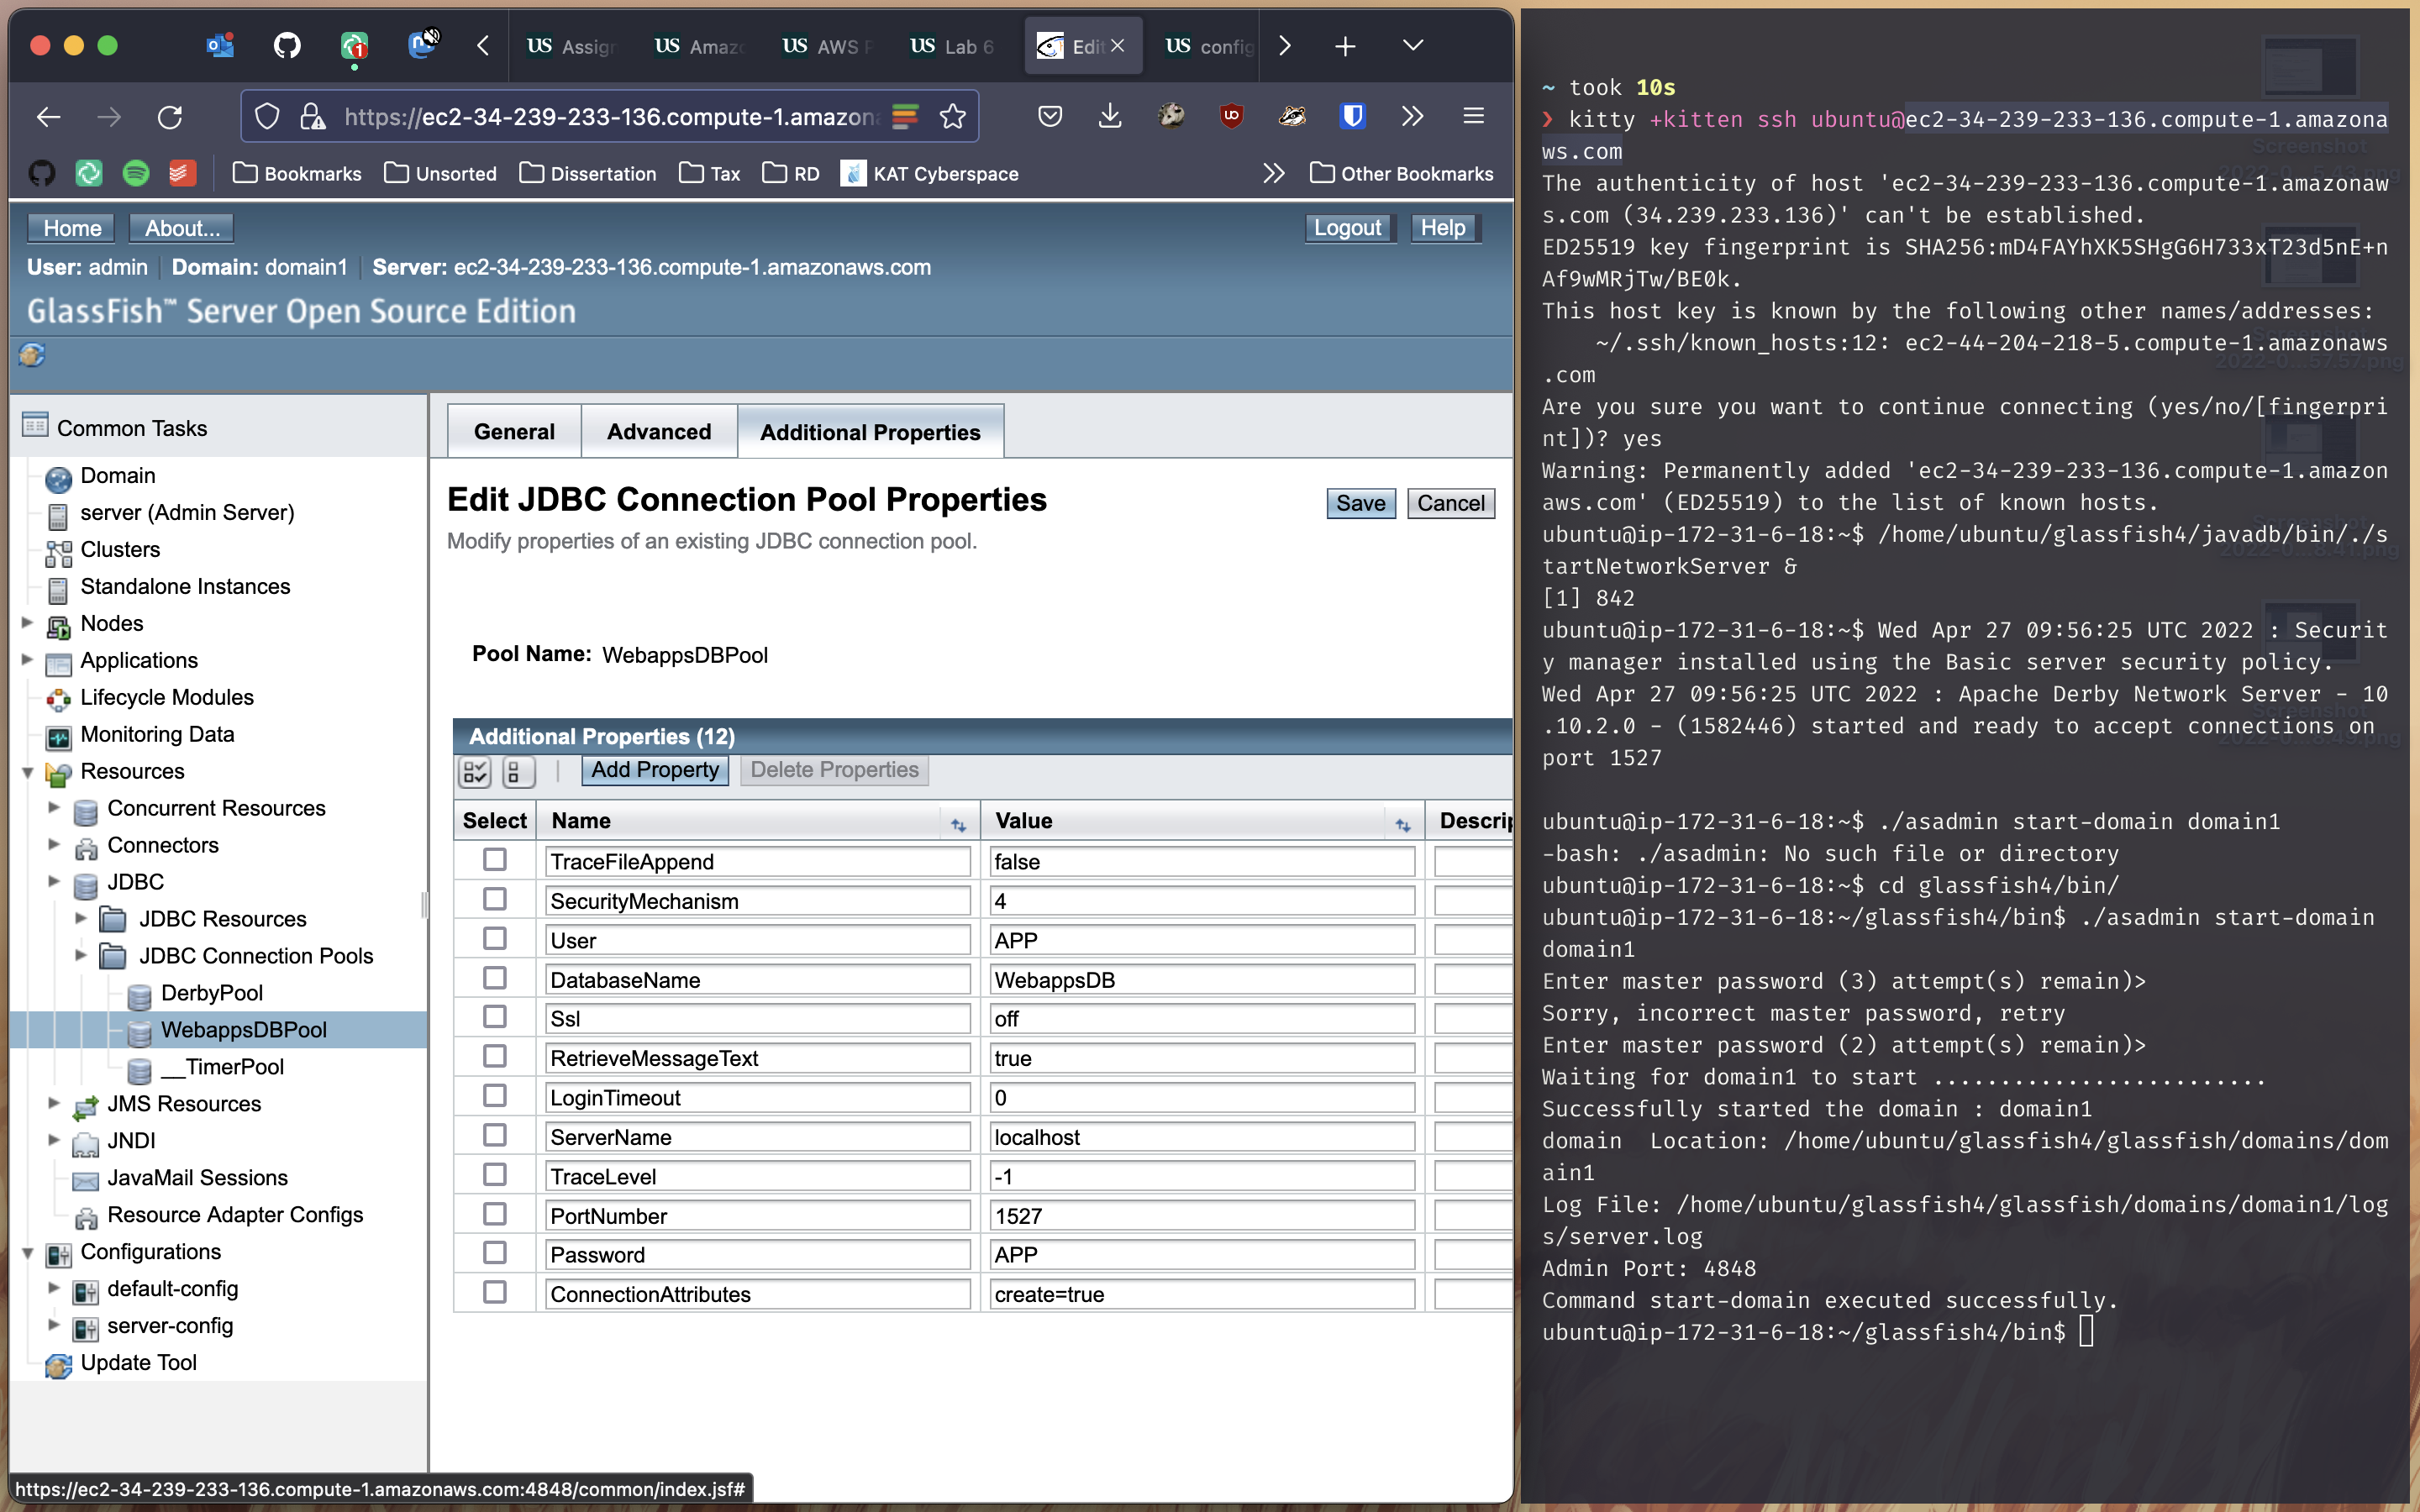 US Assign
US Amazo
US AWS P
US Lab 6
Edit
US config
https://ec2-34-239-233-136.compute-1.amazona
Bookmarks
Unsorted
Dissertation
Tax
RD
KAT Cyberspace
Other Bookmarks
Home
About...
Logout
Help
User: admin
Domain: domain1
Server: ec2-34-239-233-136.compute-1.amazonaws.com
GlassFish™ Server Open Source Edition
Common Tasks
Domain
server (Admin Server)
Clusters
Standalone Instances
Nodes
Applications
Lifecycle Modules
Monitoring Data
Resources
Concurrent Resources
Connectors
JDBC
JDBC Resources
JDBC Connection Pools
DerbyPool
WebappsDBPool
__TimerPool
JMS Resources
JNDI
JavaMail Sessions
Resource Adapter Configs
Configurations
default-config
server-config
Update Tool
General
Advanced
Additional Properties
Edit JDBC Connection Pool Properties
Save
Cancel
Modify properties of an existing JDBC connection pool.
Pool Name: WebappsDBPool
Additional Properties (12)
Add Property
Delete Properties
Select Name Value Descrip
TraceFileAppend false
SecurityMechanism 4
User APP
DatabaseName WebappsDB
Ssl off
RetrieveMessageText true
LoginTimeout 0
ServerName localhost
TraceLevel -1
PortNumber 1527
Password APP
ConnectionAttributes create=true
https://ec2-34-239-233-136.compute-1.amazonaws.com:4848/common/index.jsf#
~ took 10s
❯ kitty +kitten ssh ubuntu@ec2-34-239-233-136.compute-1.amazona
ws.com
The authenticity of host 'ec2-34-239-233-136.compute-1.amazonaw
s.com (34.239.233.136)' can't be established.
ED25519 key fingerprint is SHA256:mD4FAYhXK5SHgG6H733xT23d5nE+n
Af9wMRjTw/BE0k.
This host key is known by the following other names/addresses:
    ~/.ssh/known_hosts:12: ec2-44-204-218-5.compute-1.amazonaws
.com
Are you sure you want to continue connecting (yes/no/[fingerpri
nt])? yes
Warning: Permanently added 'ec2-34-239-233-136.compute-1.amazon
aws.com' (ED25519) to the list of known hosts.
ubuntu@ip-172-31-6-18:~$ /home/ubuntu/glassfish4/javadb/bin/./s
tartNetworkServer &
[1] 842
ubuntu@ip-172-31-6-18:~$ Wed Apr 27 09:56:25 UTC 2022 : Securit
y manager installed using the Basic server security policy.
Wed Apr 27 09:56:25 UTC 2022 : Apache Derby Network Server - 10
.10.2.0 - (1582446) started and ready to accept connections on
port 1527
ubuntu@ip-172-31-6-18:~$ ./asadmin start-domain domain1
-bash: ./asadmin: No such file or directory
ubuntu@ip-172-31-6-18:~$ cd glassfish4/bin/
ubuntu@ip-172-31-6-18:~/glassfish4/bin$ ./asadmin start-domain
domain1
Enter master password (3) attempt(s) remain)>
Sorry, incorrect master password, retry
Enter master password (2) attempt(s) remain)>
Waiting for domain1 to start .........................
Successfully started the domain : domain1
domain  Location: /home/ubuntu/glassfish4/glassfish/domains/dom
ain1
Log File: /home/ubuntu/glassfish4/glassfish/domains/domain1/log
s/server.log
Admin Port: 4848
Command start-domain executed successfully.
ubuntu@ip-172-31-6-18:~/glassfish4/bin$